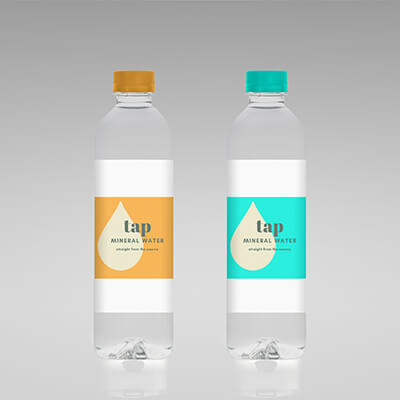 tap
MINERAL WATER
straight from the source
tap
MINERAL WATER
straight from the source